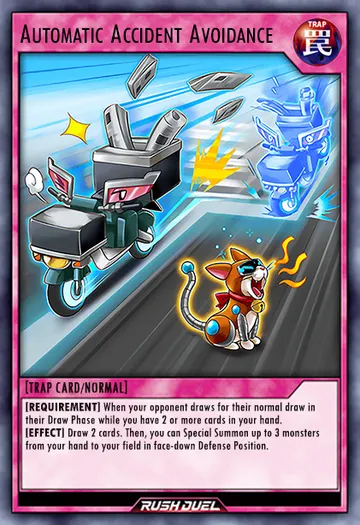 AUTOMATIC ACCIDENT AVOIDANCE
TRAP
罠
[TRAP CARD/NORMAL]
[REQUIREMENT] When your opponent draws for their normal draw in
their Draw Phase while you have 2 or more cards in your hand.
[EFFECT] Draw 2 cards. Then, you can Special Summon up to 3 monsters
from your hand to your field in face-down Defense Position.
RUSH DUEL